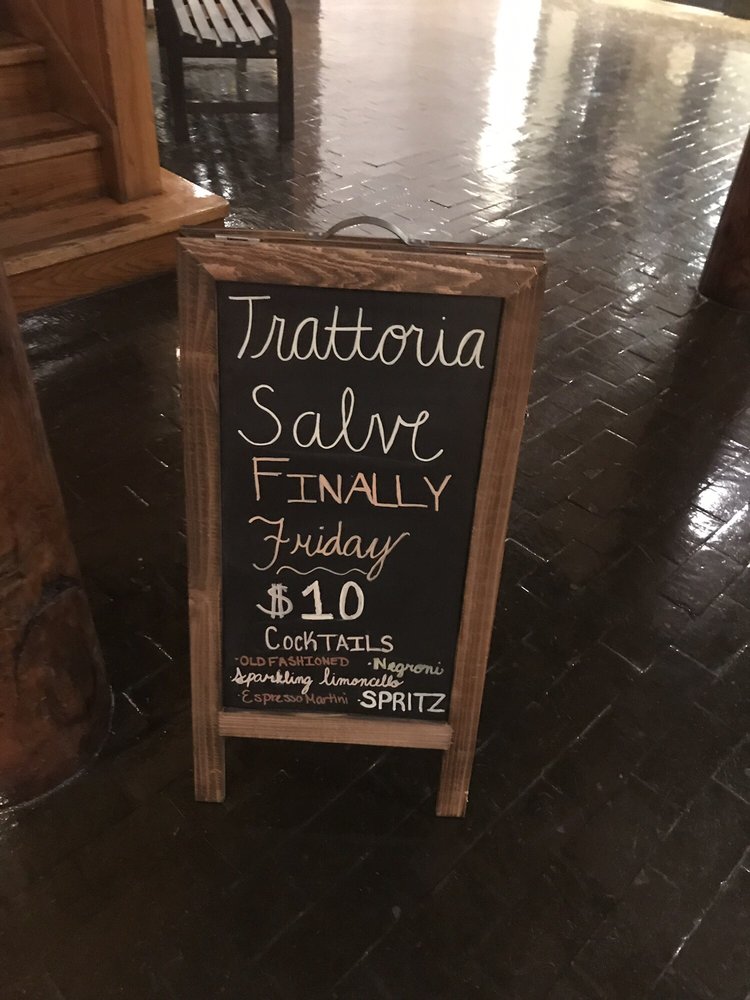 Trattoria
Salve
FINALLY
Friday
$10
COCKTAILS
·OLD FASHIONED ·Negroni
Sparkling limoncello
·Espresso Martini ·SPRITZ